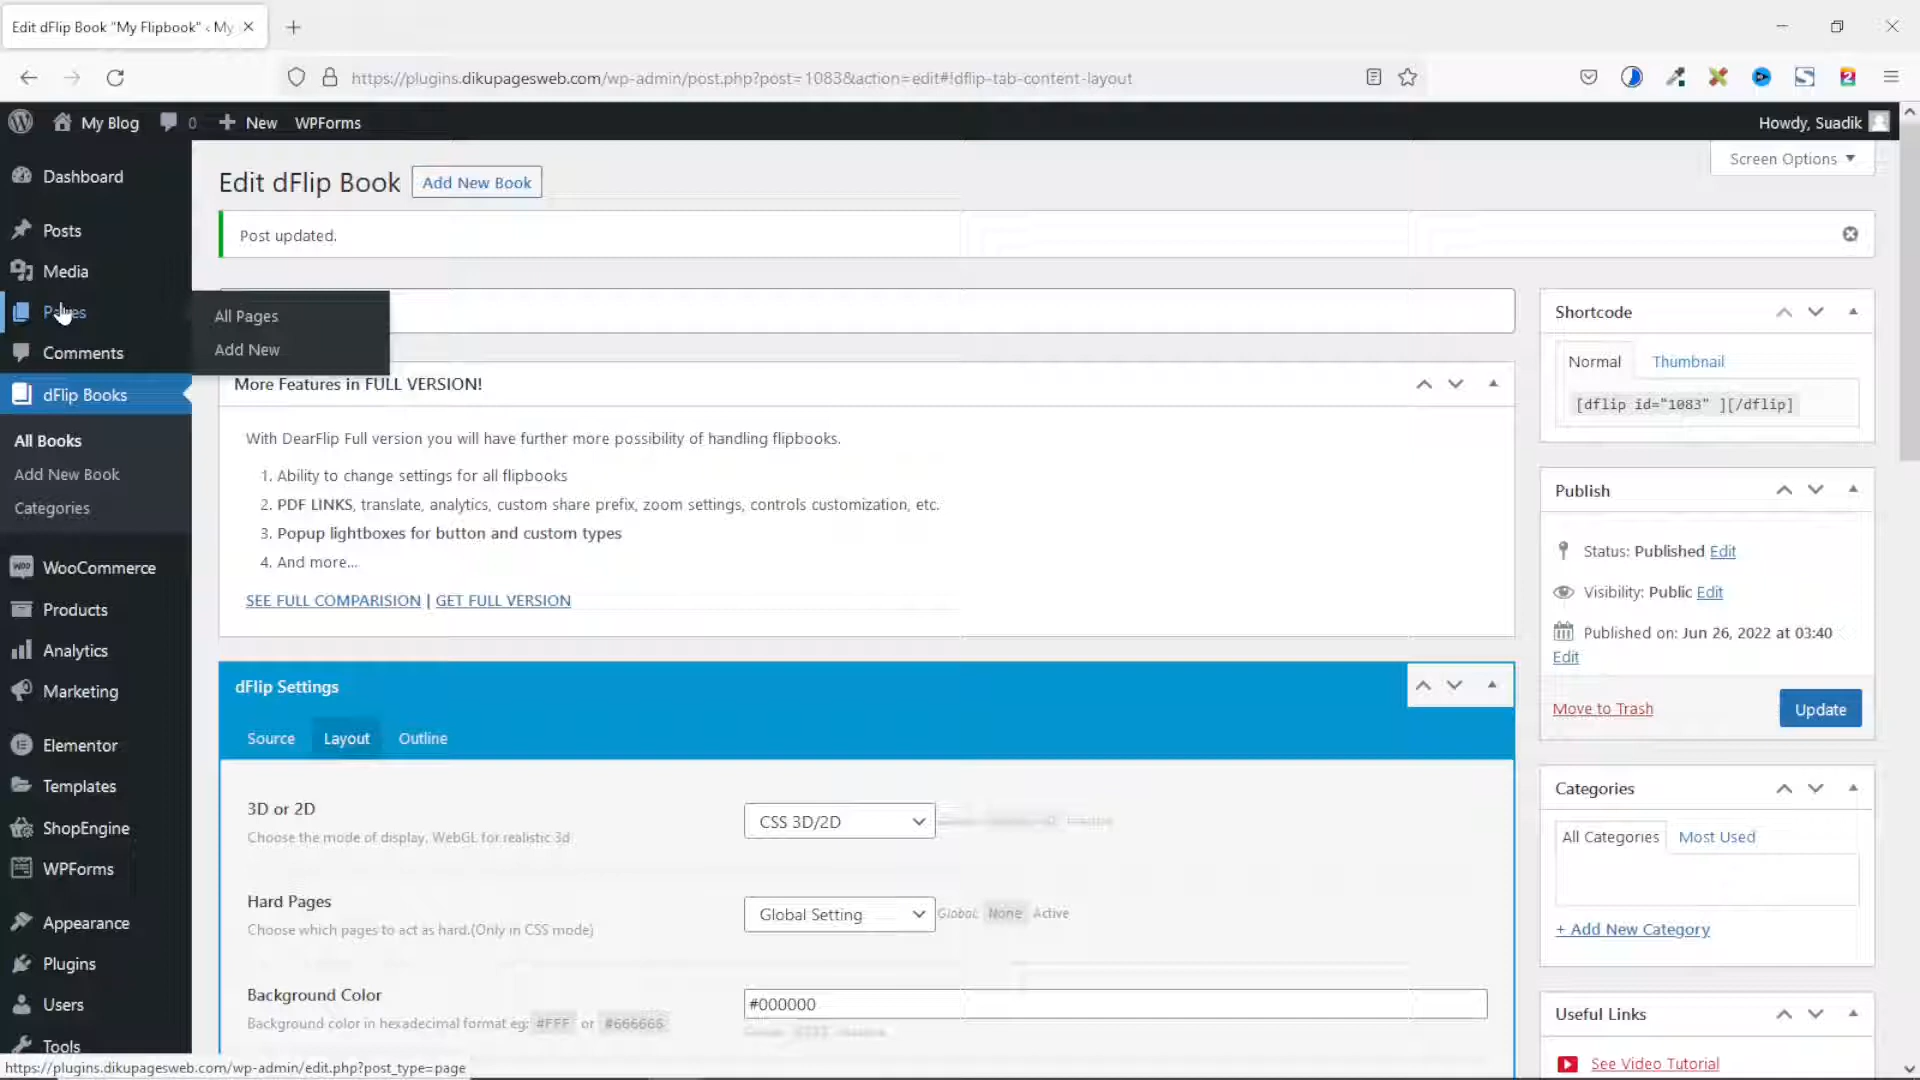 Edit dFlip Book "My Flipbook" ‹ My
https://plugins.dikupagesweb.com/wp-admin/post.php?post=1083&action=edit#!dflip-tab-content-layout
My Blog
0
New
WPForms
Howdy, Suadik
Screen Options
Dashboard
Posts
Media
Pages
All Pages
Add New
Comments
dFlip Books
All Books
Add New Book
Categories
WooCommerce
Products
Analytics
Marketing
Elementor
Templates
ShopEngine
WPForms
Appearance
Plugins
Users
Tools
https://plugins.dikupagesweb.com/wp-admin/edit.php?post_type=page
Edit dFlip Book
Add New Book
Post updated.
More Features in FULL VERSION!
With DearFlip Full version you will have further more possibility of handling flipbooks.
1. Ability to change settings for all flipbooks
2. PDF LINKS, translate, analytics, custom share prefix, zoom settings, controls customization, etc.
3. Popup lightboxes for button and custom types
4. And more...
SEE FULL COMPARISION | GET FULL VERSION
dFlip Settings
Source
Layout
Outline
3D or 2D
Choose the mode of display. WebGL for realistic 3d
CSS 3D/2D
Hard Pages
Choose which pages to act as hard.(Only in CSS mode)
Global Setting
Global: None Active
Background Color
Background color in hexadecimal format eg: #FFF or #666666
#000000
Shortcode
Normal
Thumbnail
[dflip id="1083" ][/dflip]
Publish
Status: Published Edit
Visibility: Public Edit
Published on: Jun 26, 2022 at 03:40
Edit
Move to Trash
Update
Categories
All Categories
Most Used
+ Add New Category
Useful Links
See Video Tutorial